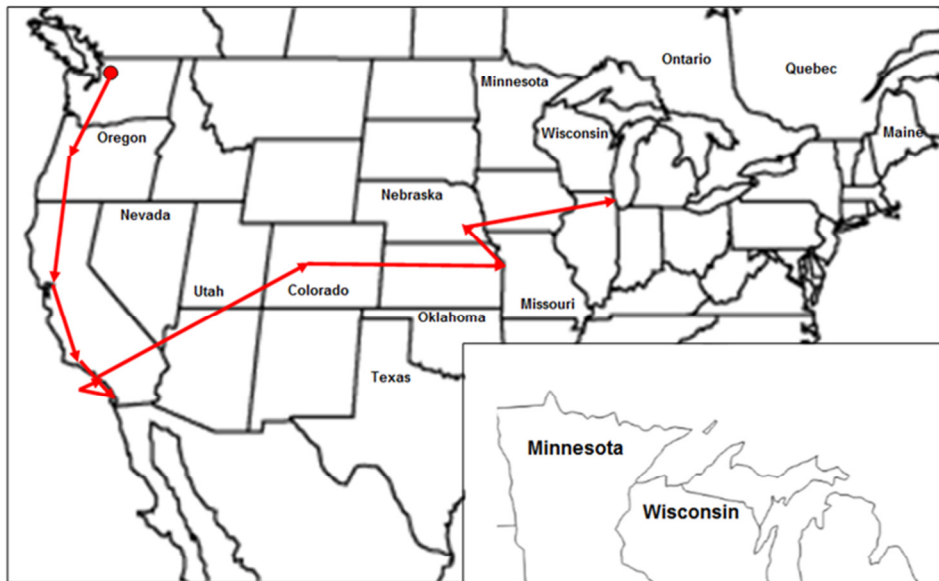 Ontario
Quebec
Minnesota
Oregon
Wisconsin
Maine
Nebraska
Nevada
Utah
Colorado
Missouri
Oklahoma
Texas
Minnesota
Wisconsin